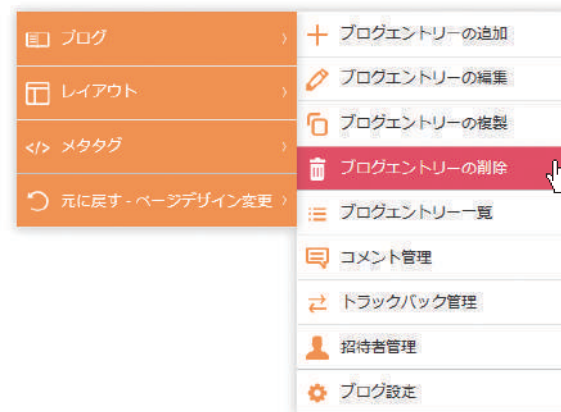 ブログ
レイアウト
</> メタタグ
元に戻す - ページデザイン変更
ブログエントリーの追加
ブログエントリーの編集
ブログエントリーの複製
ブログエントリーの削除
ブログエントリー一覧
コメント管理
トラックバック管理
招待者管理
ブログ設定